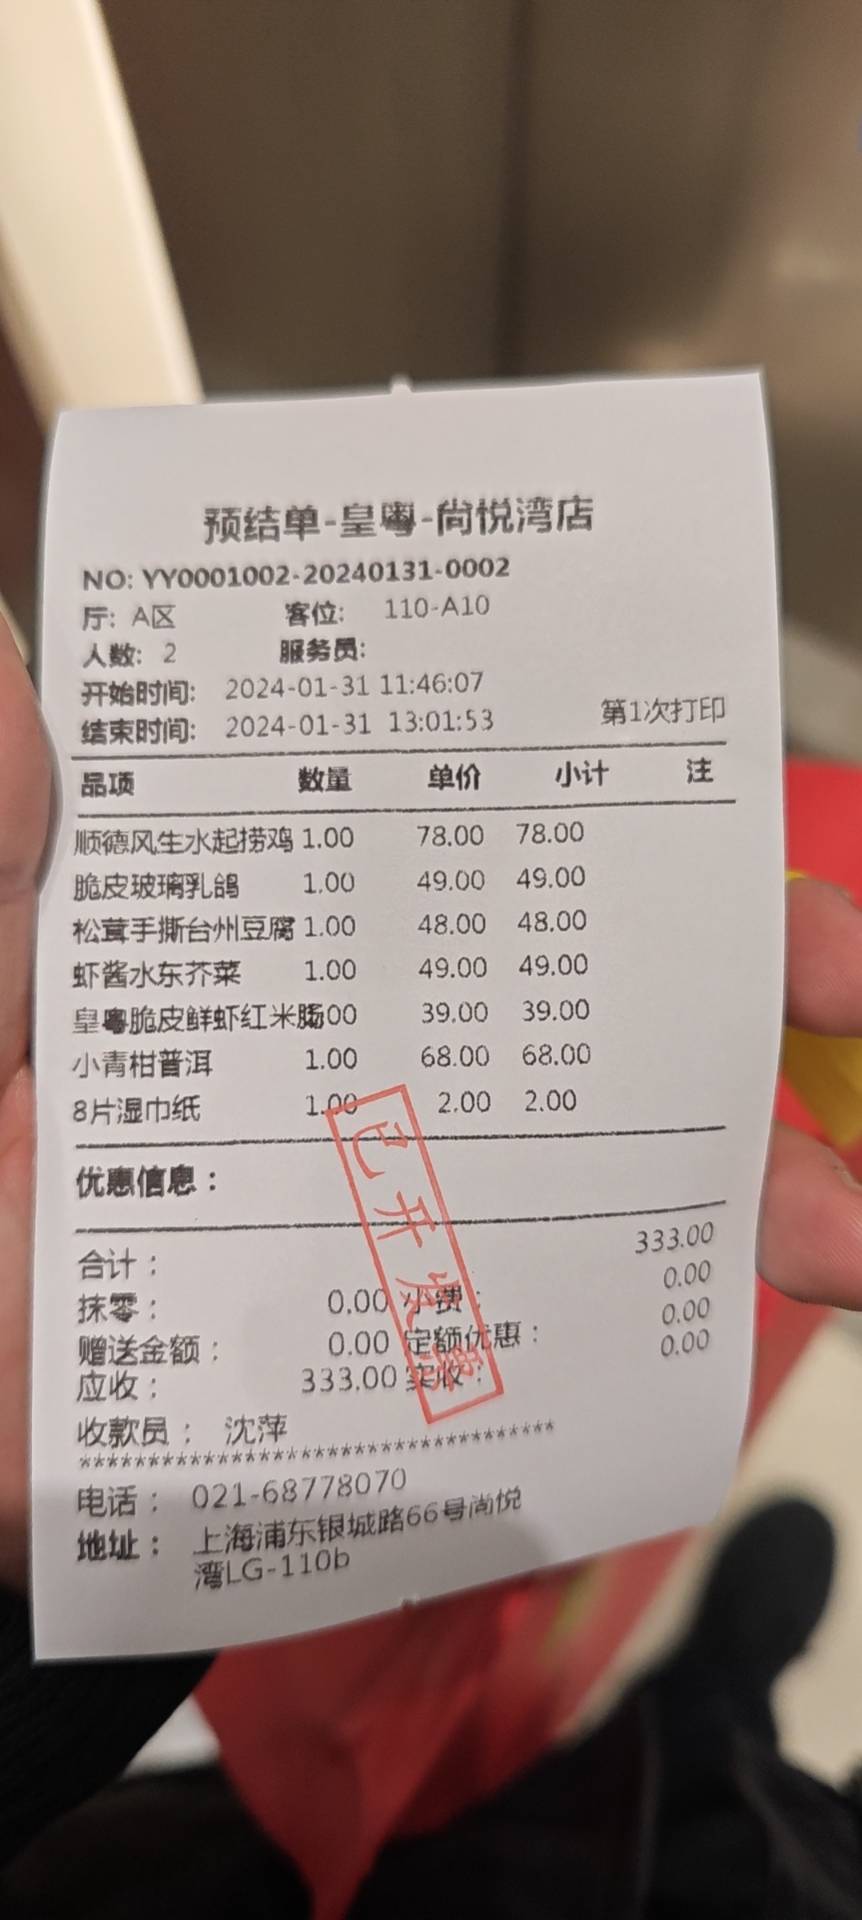 预结单-皇粤-尚悦湾店
NO: YY0001002-20240131-0002
厅: A区 客位: 110-A10
人数: 2 服务员:
开始时间: 2024-01-31 11:46:07
结束时间: 2024-01-31 13:01:53 第1次打印
品项 数量 单价 小计 注
顺德风生水起捞鸡 1.00 78.00 78.00
脆皮玻璃乳鸽 1.00 49.00 49.00
松茸手撕台州豆腐 1.00 48.00 48.00
虾酱水东芥菜 1.00 49.00 49.00
皇粤脆皮鲜虾红米肠 1.00 39.00 39.00
小青柑普洱 1.00 68.00 68.00
8片湿巾纸 1.00 2.00 2.00
优惠信息：
合计： 333.00
抹零： 0.00 小费： 0.00
赠送金额： 0.00 定额优惠： 0.00
应收： 333.00 实收： 0.00
已开发票
收款员： 沈萍
************************************
电话： 021-68778070
地址： 上海浦东银城路66号尚悦
湾LG-110b